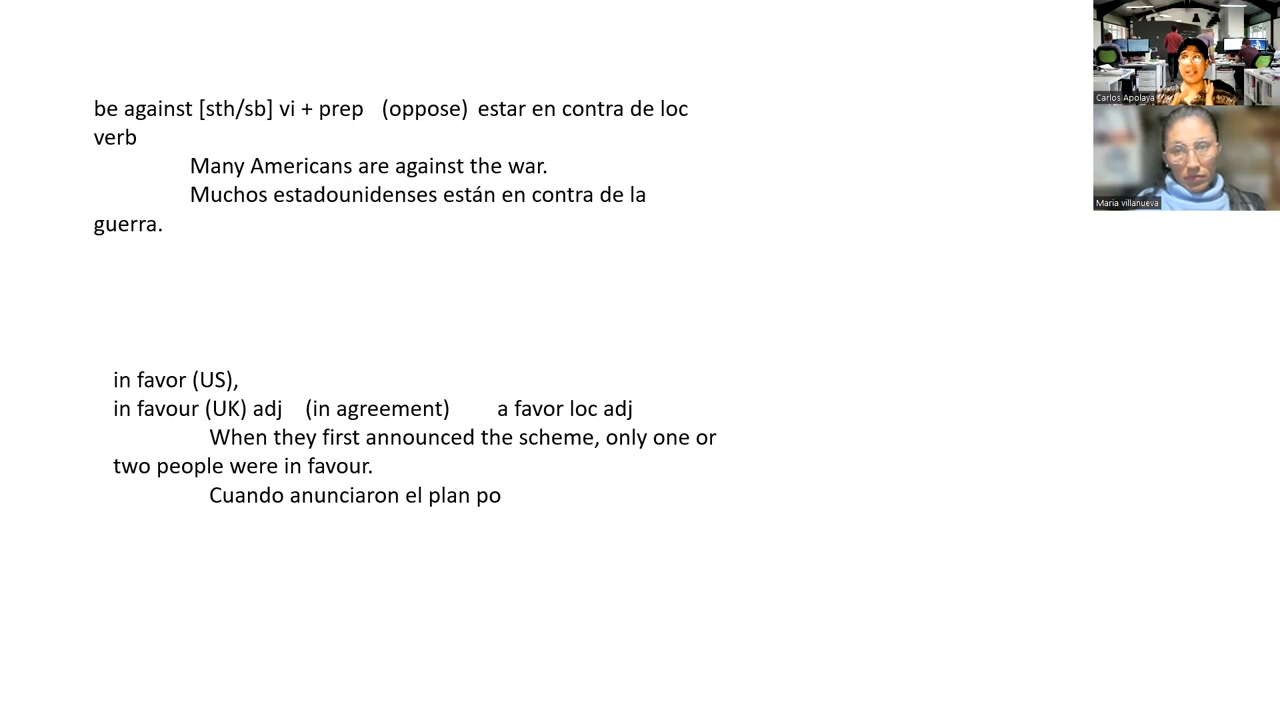 be against [sth/sb] vi + prep (oppose) estar en contra de loc
verb
Many Americans are against the war.
Muchos estadounidenses están en contra de la
guerra.
in favor (US),
in favour (UK) adj (in agreement) a favor loc adj
When they first announced the scheme, only one or
two people were in favour.
Cuando anunciaron el plan po
Carlos Apolaya
Maria villanueva